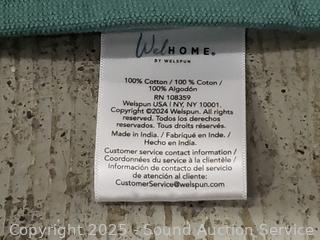 WelHOME.
BY WELSPUN
100% Cotton / 100 % Coton /
100% Algodón
RN 108359
Welspun USA | NY, NY 10001.
Copyright ©2024 Welspun. All rights
reserved. Todos los derechos
reservados. Tous droits réservés.
Made in India. / Fabriqué en Inde. /
Hecho en India.
Customer service contact information /
Coordonnées du service à la clientèle /
Información de contacto del servicio
de atención al cliente:
CustomerService@welspun.com
Copyright 2025 - Sound Auction Service